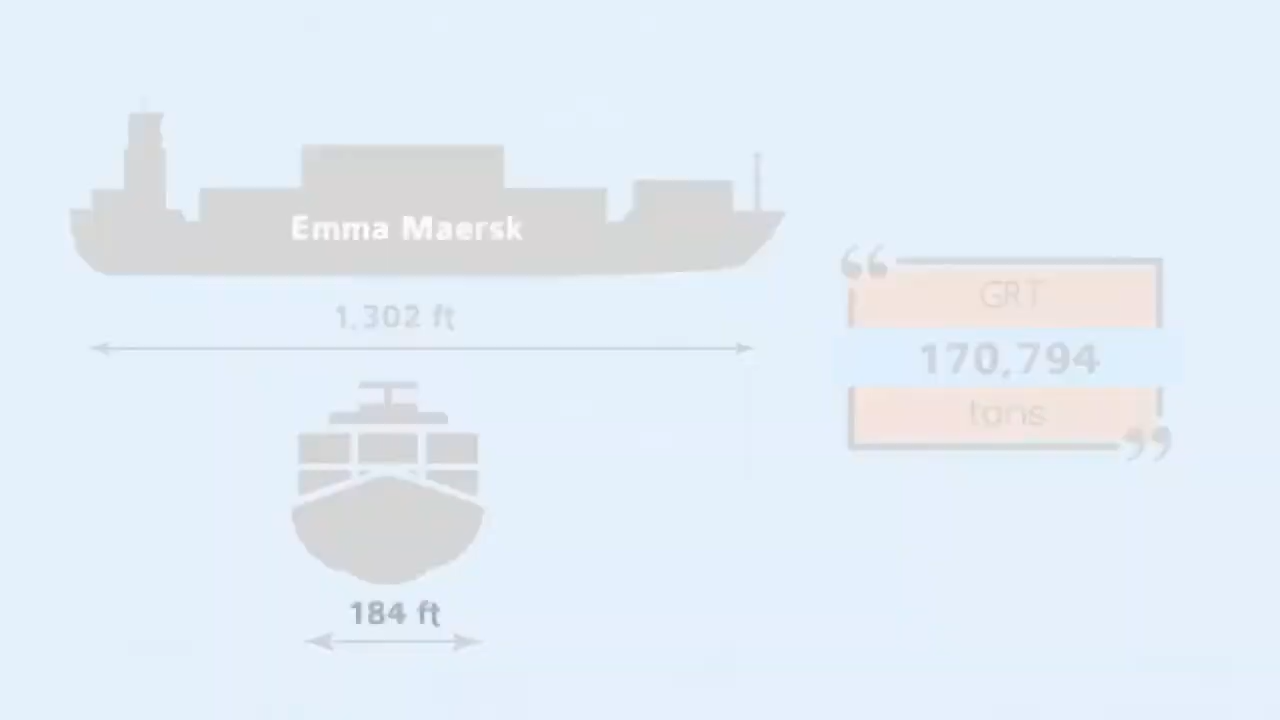 Emma Maersk
1,302 ft
184 ft
“
GRT
170,794
tons
”